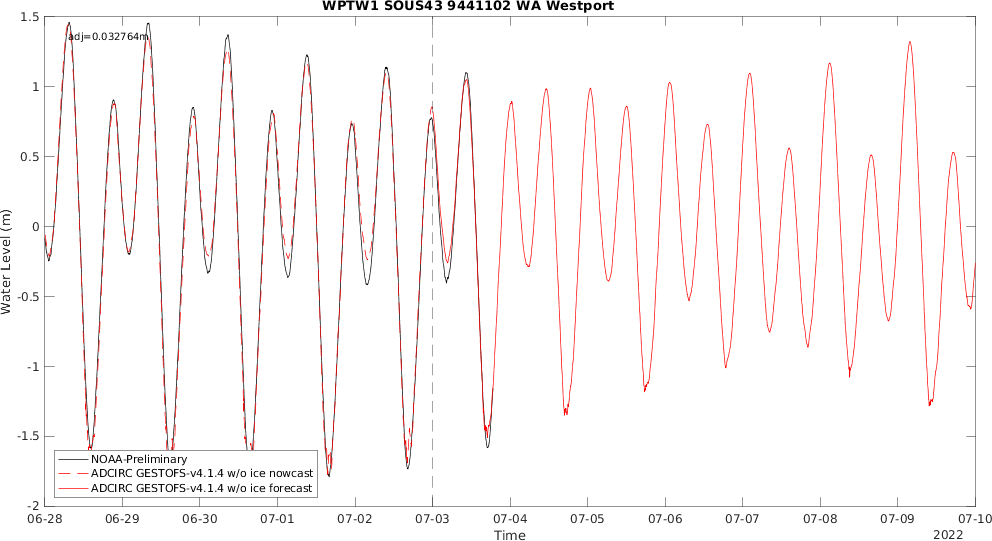 WPTW1 SOUS43 9441102 WA Westport
adj=0.032764m
1.5
1
0.5
0
-0.5
-1
-1.5
-2
Water Level (m)
NOAA-Preliminary
ADCIRC GESTOFS-v4.1.4 w/o ice nowcast
ADCIRC GESTOFS-v4.1.4 w/o ice forecast
06-28 06-29 06-30 07-01 07-02 07-03 07-04 07-05 07-06 07-07 07-08 07-09 07-10
Time
2022